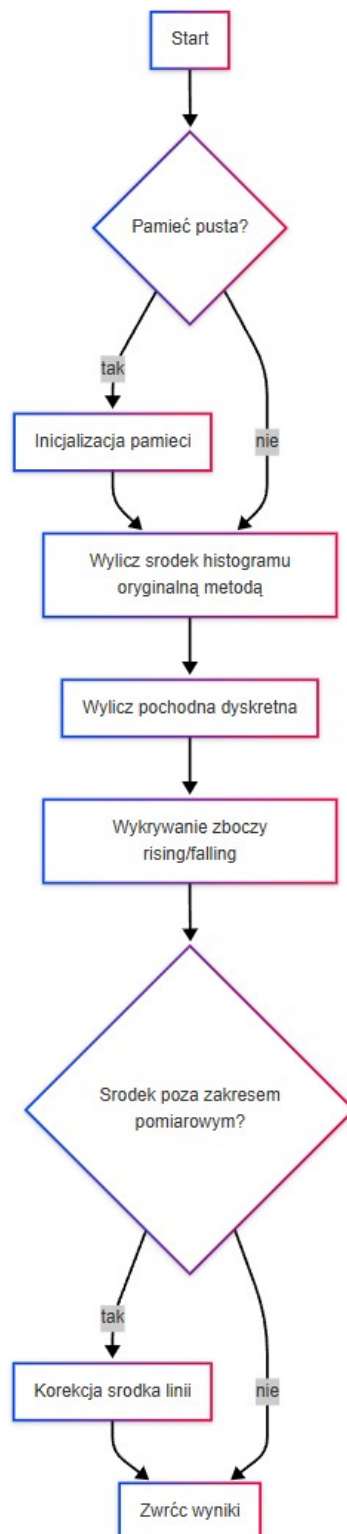 Start
Pamieć pusta?
tak
Inicjalizacja pamieci
nie
Wylicz srodek histogramu
oryginalną metodą
Wylicz pochodna dyskretna
Wykrywanie zboczy
rising/falling
Srodek poza zakresem
pomiarowym?
tak
Korekcja srodka linii
nie
Zwrćc wyniki